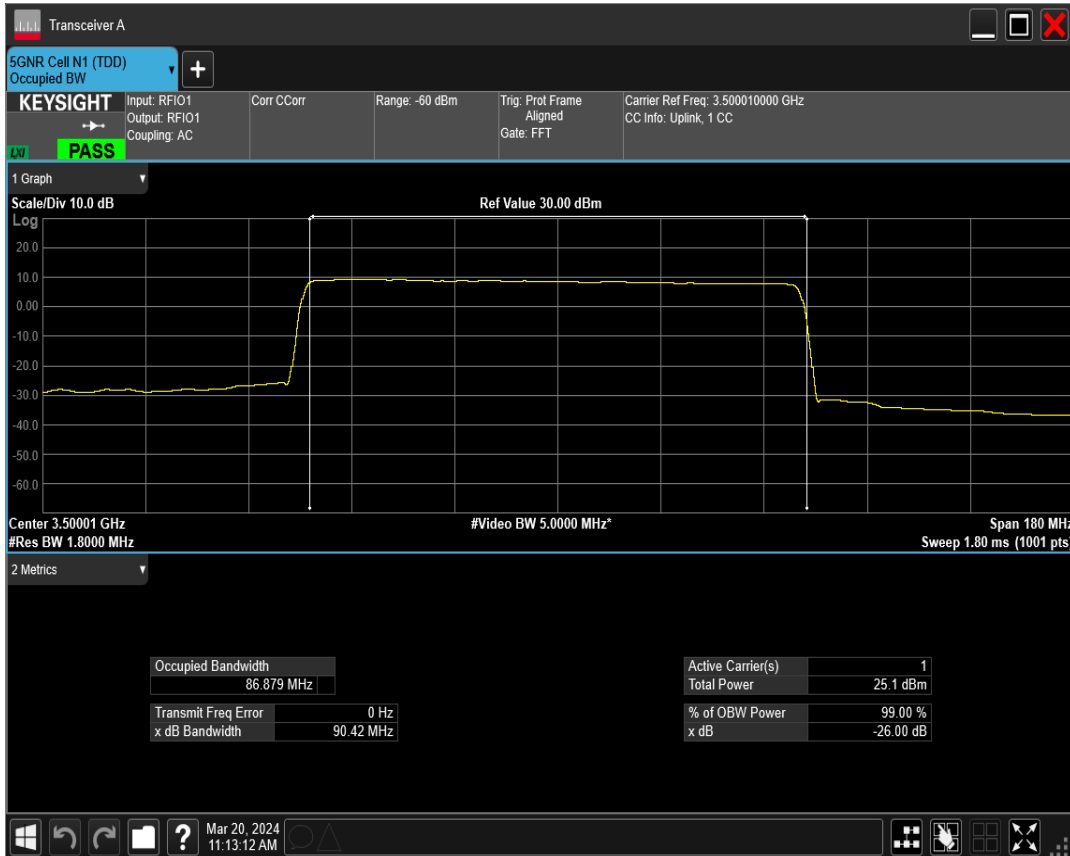 Transceiver A
5GNR Cell N1 (TDD)
Occupied BW
+
KEYSIGHT
LXI
PASS
Input: RFIO1
Output: RFIO1
Coupling: AC
Corr CCorr
Range: -60 dBm
Trig: Prot Frame
Aligned
Gate: FFT
Carrier Ref Freq: 3.500010000 GHz
CC Info: Uplink, 1 CC
1 Graph
Scale/Div 10.0 dB
Ref Value 30.00 dBm
Log
20.0
10.0
0.00
-10.0
-20.0
-30.0
-40.0
-50.0
-60.0
Center 3.50001 GHz
#Video BW 5.0000 MHz*
Span 180 MHz
#Res BW 1.8000 MHz
Sweep 1.80 ms (1001 pts)
2 Metrics
Occupied Bandwidth
86.879 MHz
Transmit Freq Error 0 Hz
x dB Bandwidth 90.42 MHz
Active Carrier(s) 1
Total Power 25.1 dBm
% of OBW Power 99.00 %
x dB -26.00 dB
?
Mar 20, 2024
11:13:12 AM